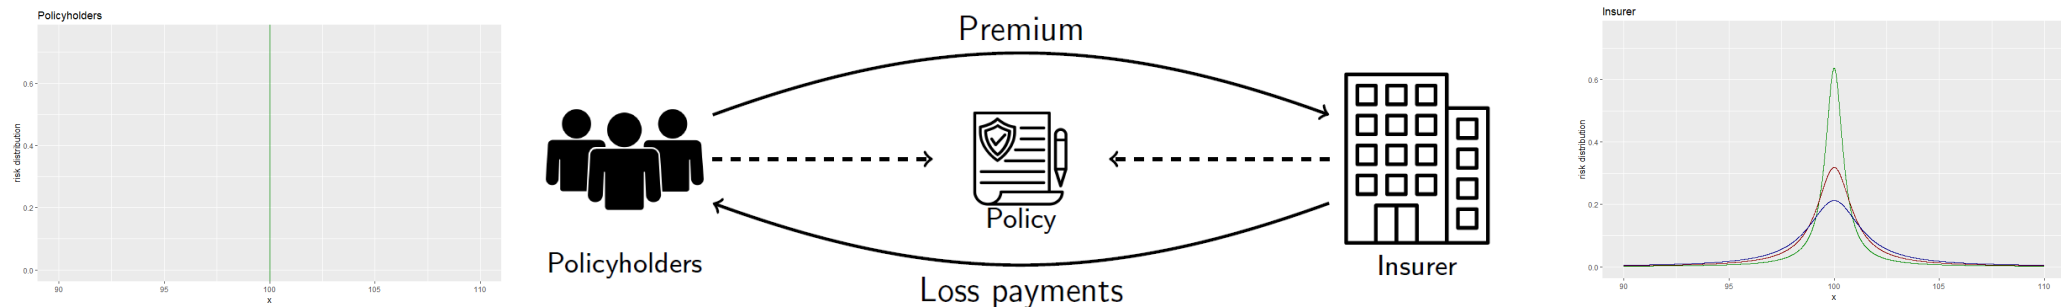 Policyholders
risk distribution
0.6
0.4
0.2
0.0
90
95
100
105
110
x
Premium
Policy
Policyholders
Insurer
Loss payments
Insurer
risk distribution
0.6
0.4
0.2
0.0
90
95
100
105
110
x